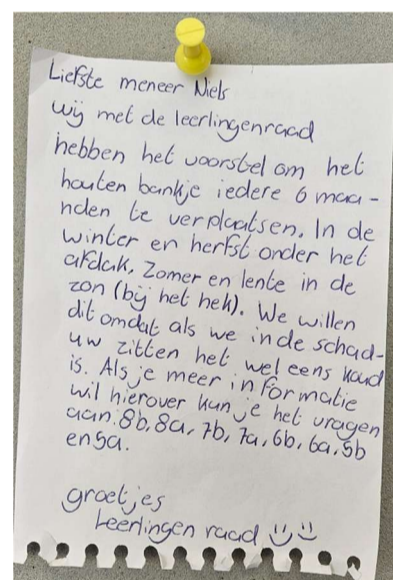 Liefste meneer Niels
wij met de leerlingenraad
hebben het voorstel om het
houten bankje iedere 6 maa-
nden te verplaatsen. In de
winter en herfst onder het
afdak. Zomer en lente in de
zon (bij het hek). We willen
dit omdat als we in de schad-
uw zitten het wel eens koud
is. Als je meer informatie
wil hierover kun je het vragen
aan: 8b, 8a, 7b, 7a, 6b, 6a, 5b
en 5a.
groetjes
Leerlingen raad